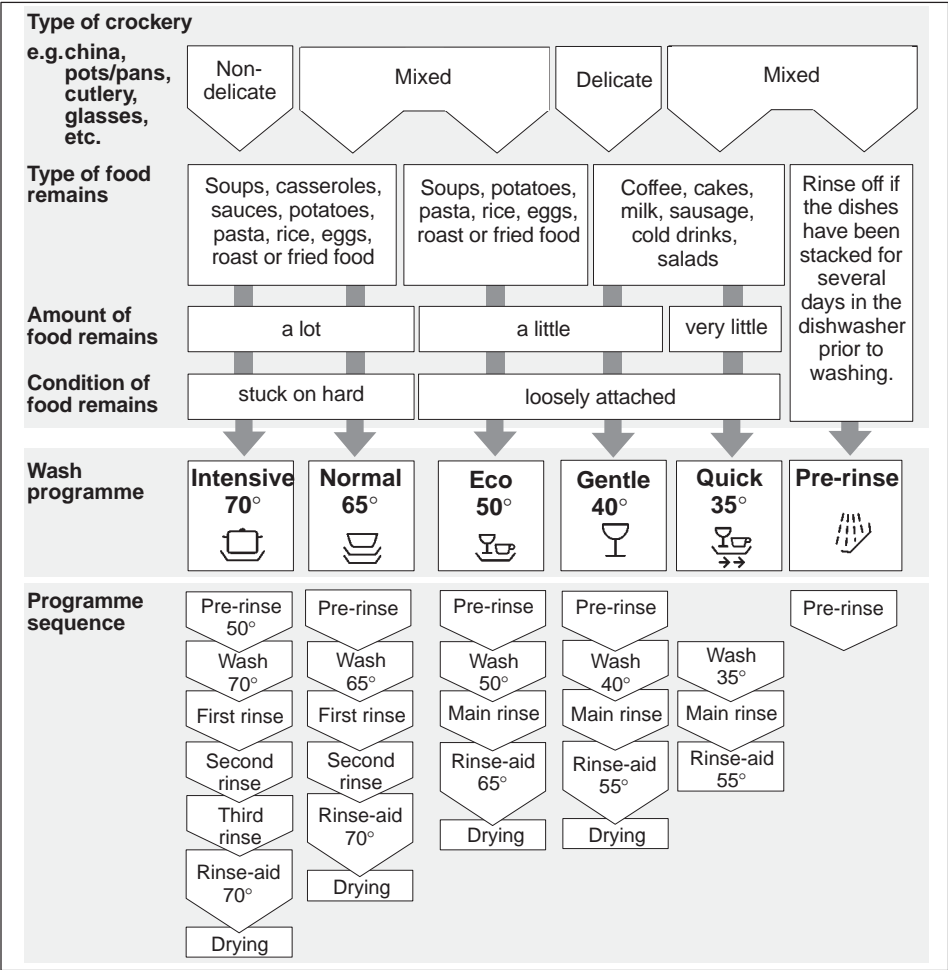 Type of crockery
e.g.china,
pots/pans,
cutlery,
glasses,
etc.
Non-
delicate
Mixed
Delicate
Mixed
Type of food
remains
Soups, casseroles,
sauces, potatoes,
pasta, rice, eggs,
roast or fried food
Soups, potatoes,
pasta, rice, eggs,
roast or fried food
Coffee, cakes,
milk, sausage,
cold drinks,
salads
Rinse off if
the dishes
have been
stacked for
several
days in the
dishwasher
prior to
washing.
Amount of
food remains
a lot
a little
very little
Condition of
food remains
stuck on hard
loosely attached
Wash
programme
Intensive
70°
Normal
65°
Eco
50°
Gentle
40°
Quick
35°
Pre-rinse
Programme
sequence
Pre-rinse
50°
Wash
70°
First rinse
Second
rinse
Third
rinse
Rinse-aid
70°
Drying
Pre-rinse
Wash
65°
First rinse
Second
rinse
Rinse-aid
70°
Drying
Pre-rinse
Wash
50°
Main rinse
Rinse-aid
65°
Drying
Pre-rinse
Wash
40°
Main rinse
Rinse-aid
55°
Drying
Wash
35°
Main rinse
Rinse-aid
55°
Pre-rinse